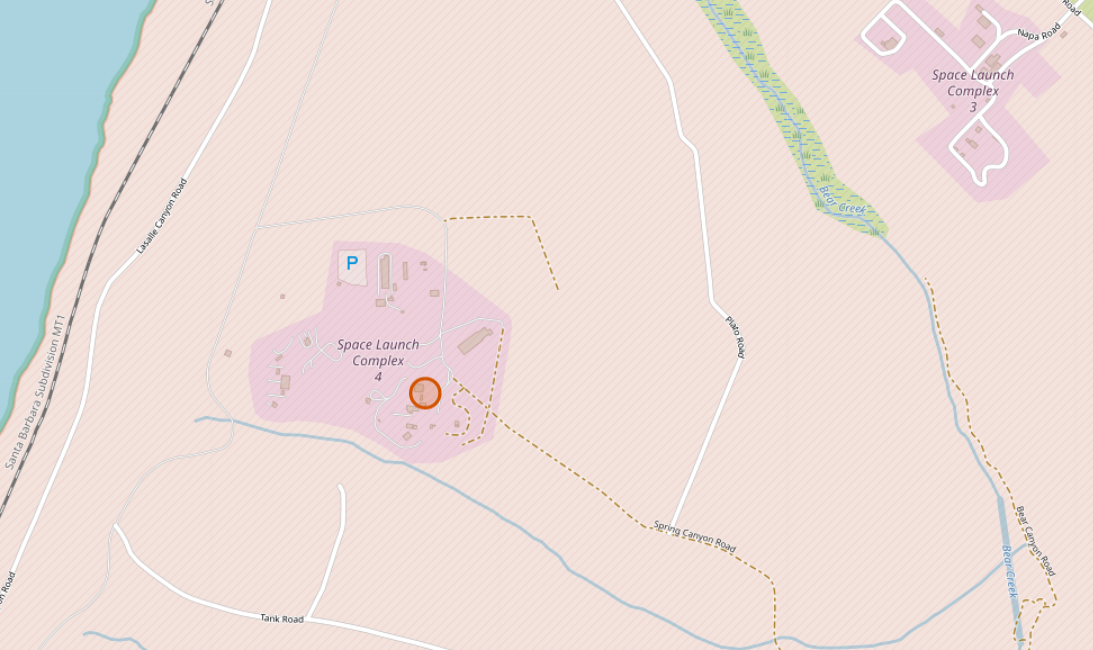 Napa Road
Space Launch
Complex
3
Road
Lasalle Canyon Road
Bear Creek
P
Santa Barbara Subdivision MT1
Space Launch
Complex
4
Spring Canyon Road
Bear Canyon Road
Bear Creek
Tank Road
Road